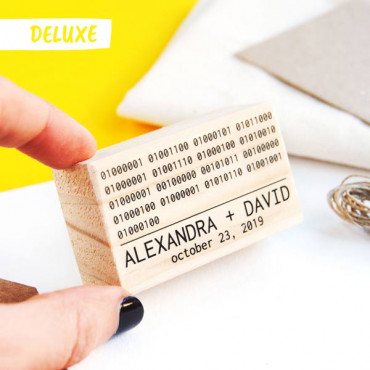 DELUXE
01000001 01001100 01000101 01011000
01000001 01001110 01000100 01010010
01000001 00100000 00101011 00100000
01000100 01000001 01010110 01001001
01000100
ALEXANDRA + DAVID
october 23, 2019